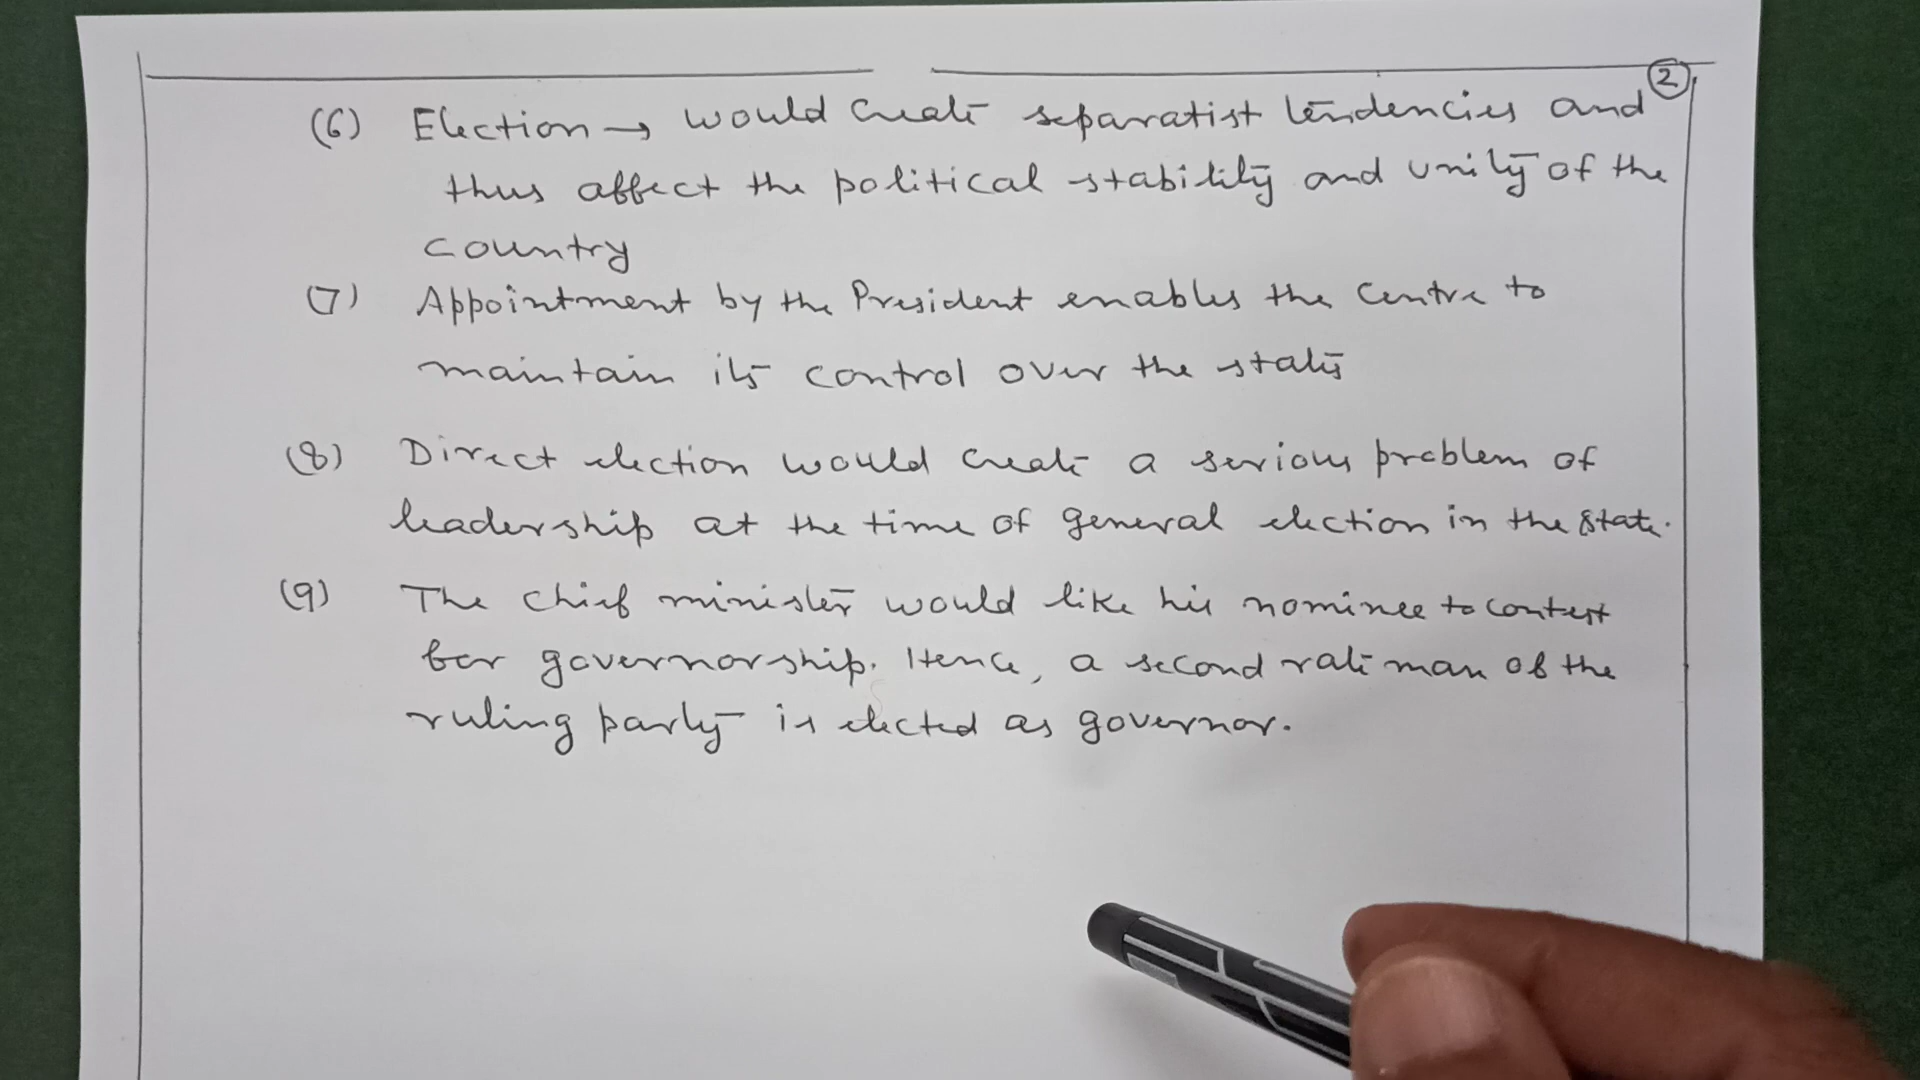 2
(6) Election → would create separatist tendencies and
thus affect the political stability and unity of the
country
(7) Appointment by the President enables the Centre to
maintain its control over the states
(8) Direct election would create a serious problem of
leadership at the time of general election in the state.
(9) The chief minister would like his nominee to contest
for governorship. Hence, a second rate man of the
ruling party is elected as governor.